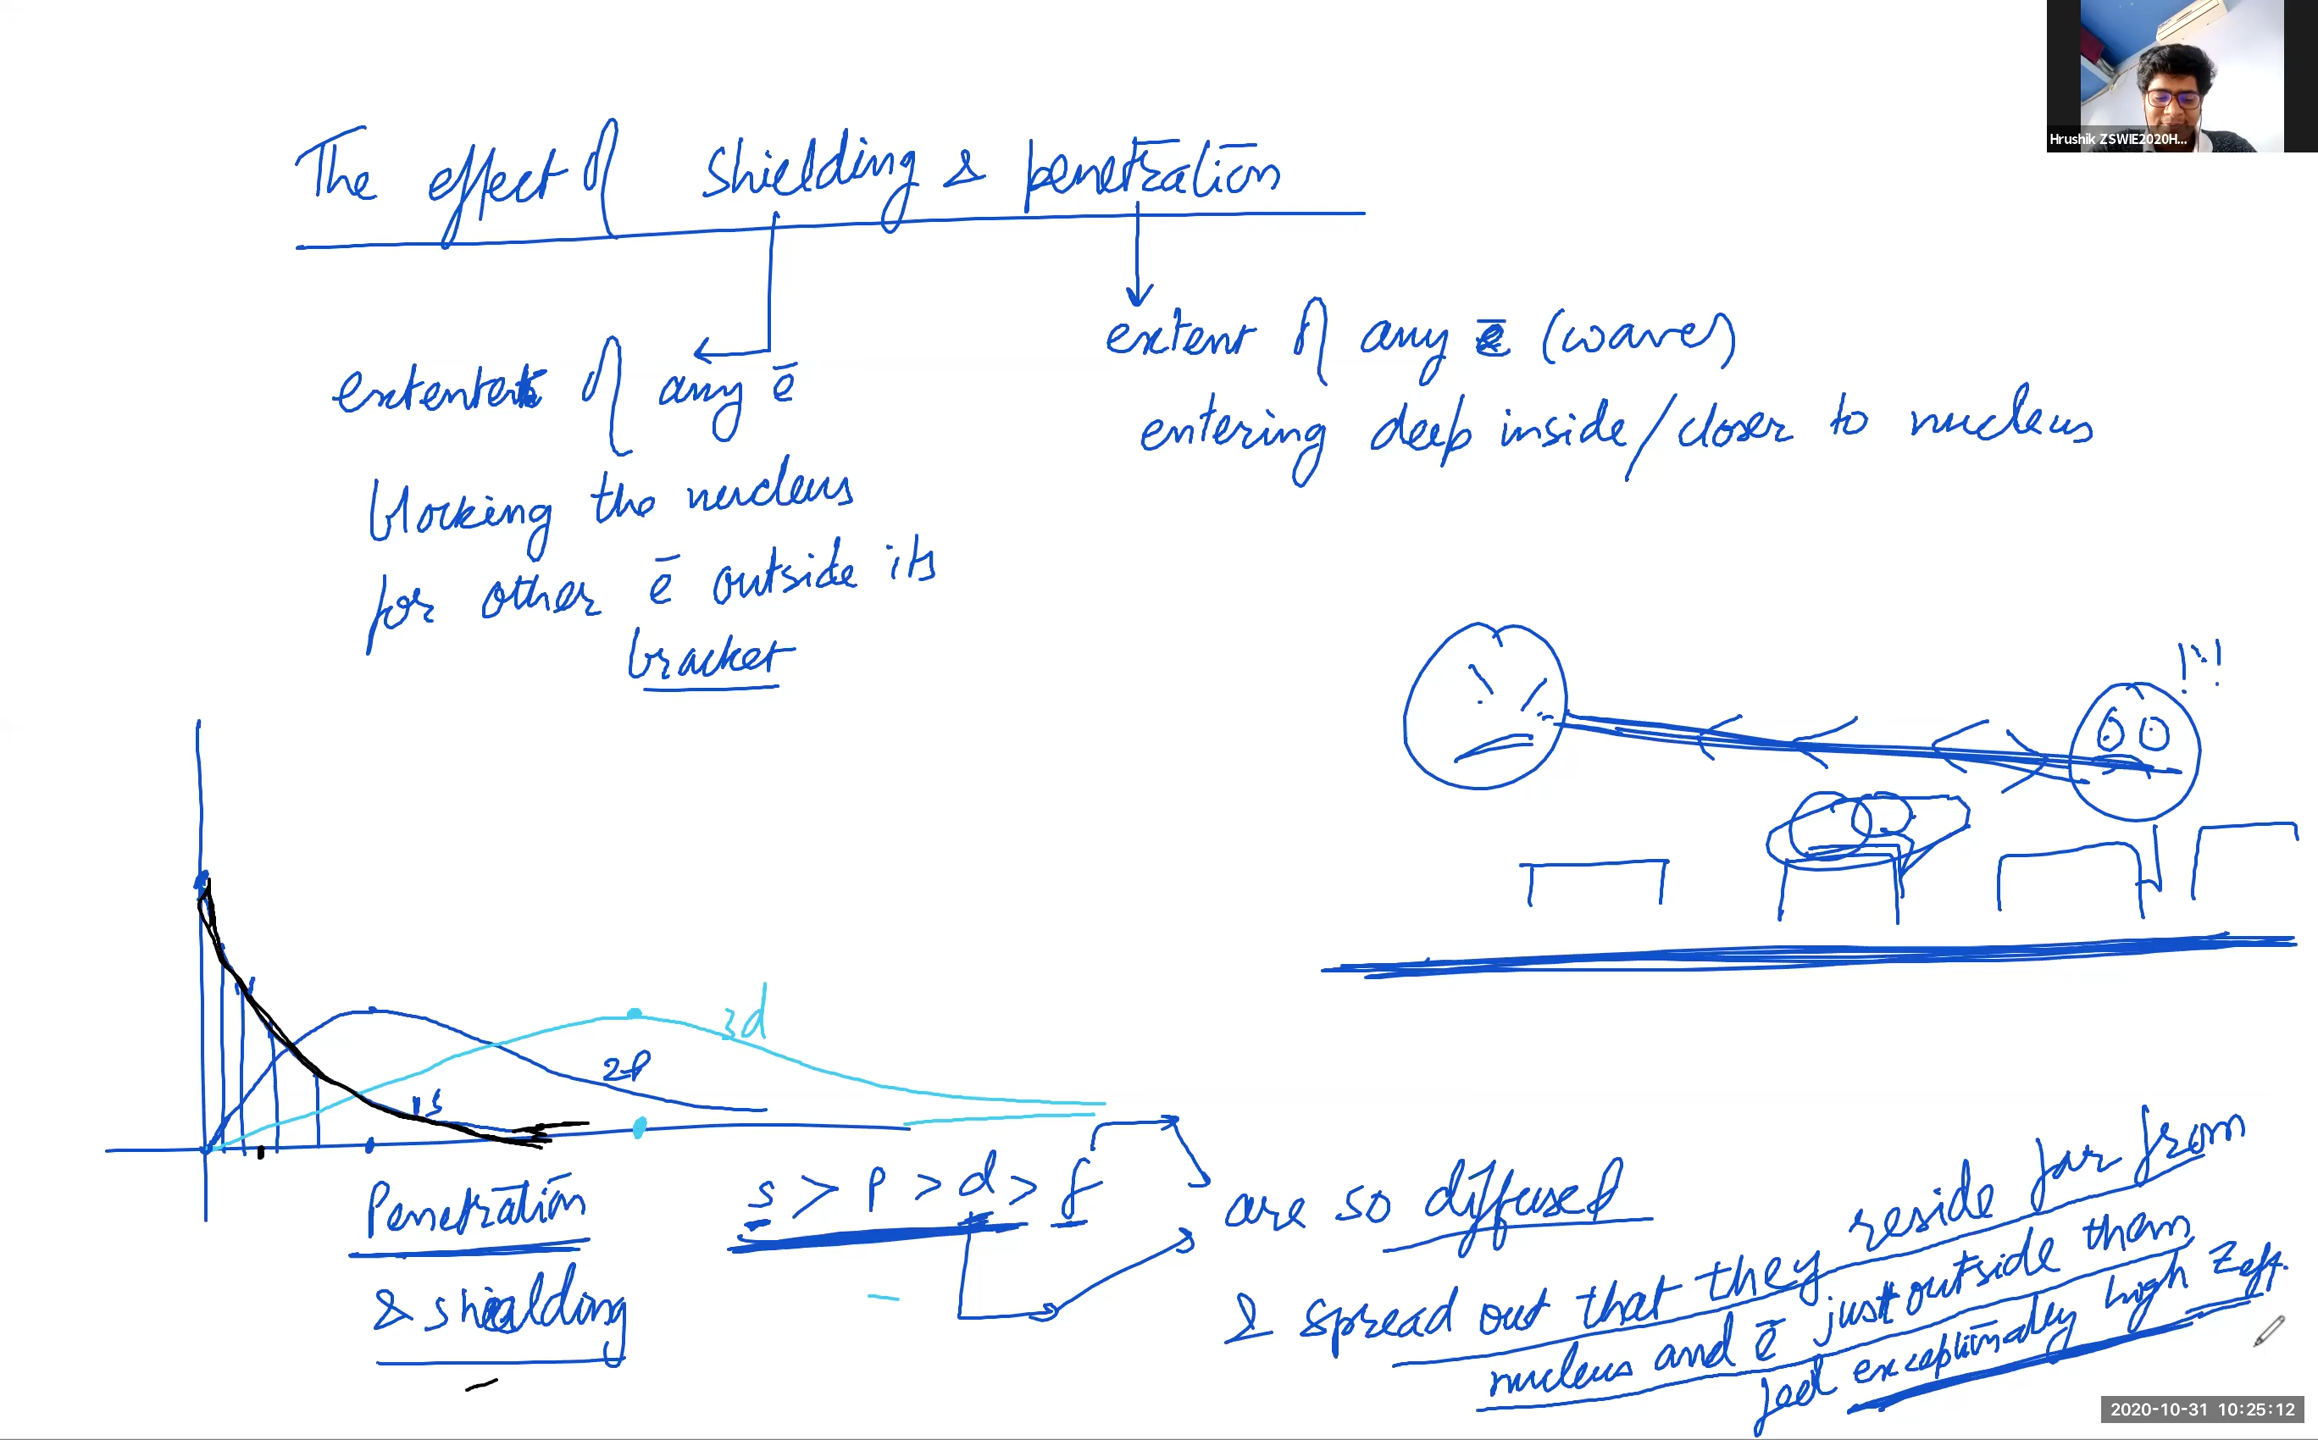 Hrushik ZSWIE2020H...
The effect of shielding & penetration
extent of any ē (waves)
entering deep inside/closer to nucleus
of any ē
blocking the nucleus
for other ē outside its
bracket
!!!
3d
2p
1s
Penetration
& shielding
s > p > d > f
are so diffused
& spread out that they reside far from
nucleus and ē just outside them
feel exceptionally high Zeff.
2020-10-31 10:25:12